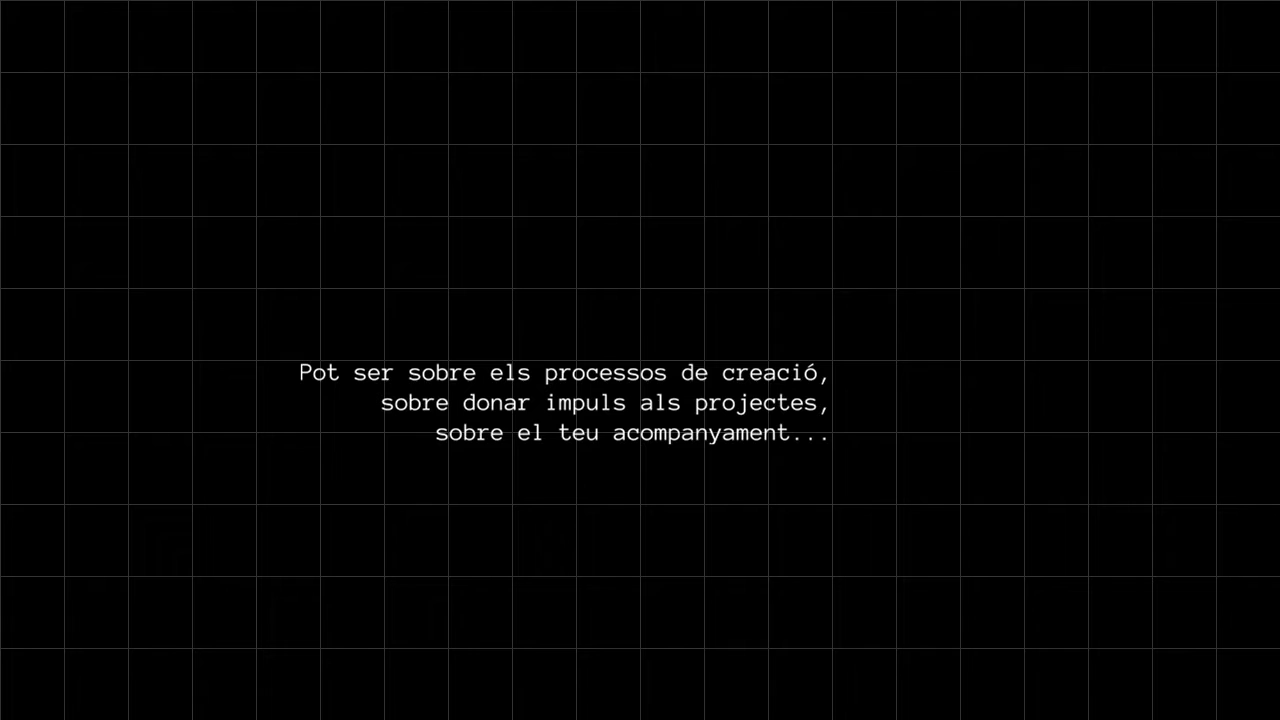 Pot ser sobre els processos de creació,
sobre donar impuls als projectes,
sobre el teu acompanyament...